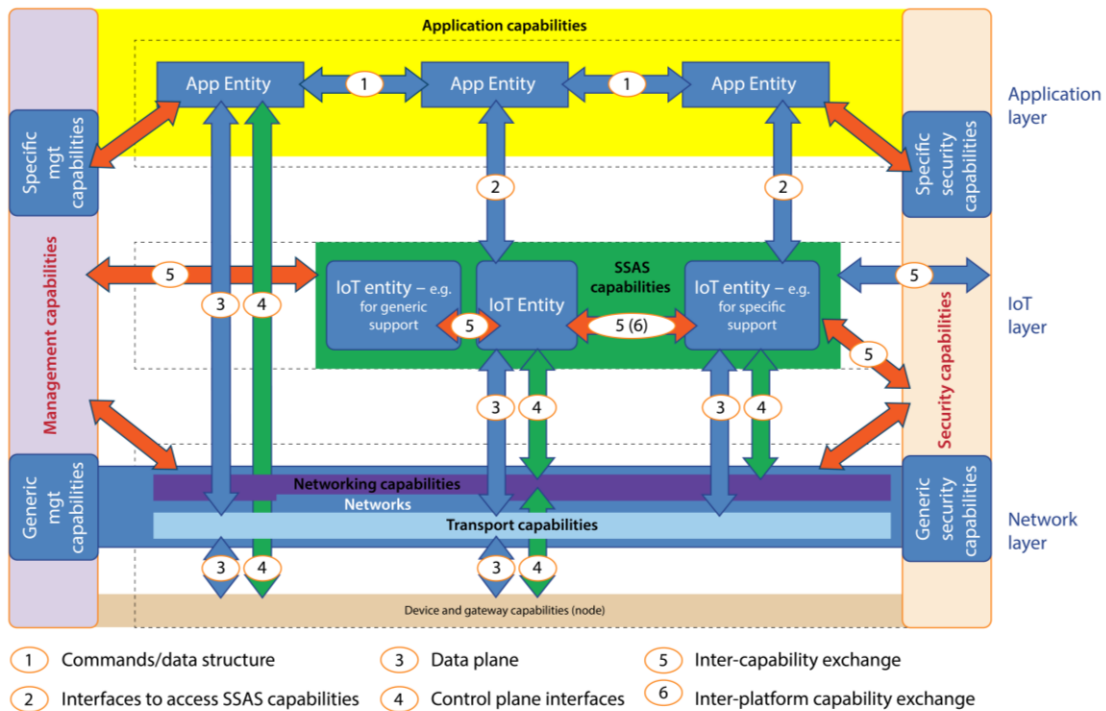 Application capabilities
App Entity
1
App Entity
1
App Entity
Application
layer
Specific
mgt
capabilities
Specific
security
capabilities
2
2
Management capabilities
5
3
4
IoT entity – e.g.
for generic
support
5
IoT Entity
SSAS
capabilities
5 (6)
IoT entity – e.g.
for specific
support
5
IoT
layer
5
Security capabilities
3
4
3
4
Generic
mgt
capabilities
Networking capabilities
Networks
Transport capabilities
Generic
security
capabilities
Network
layer
3
4
3
4
Device and gateway capabilities (node)
1 Commands/data structure
3 Data plane
5 Inter-capability exchange
2 Interfaces to access SSAS capabilities
4 Control plane interfaces
6 Inter-platform capability exchange